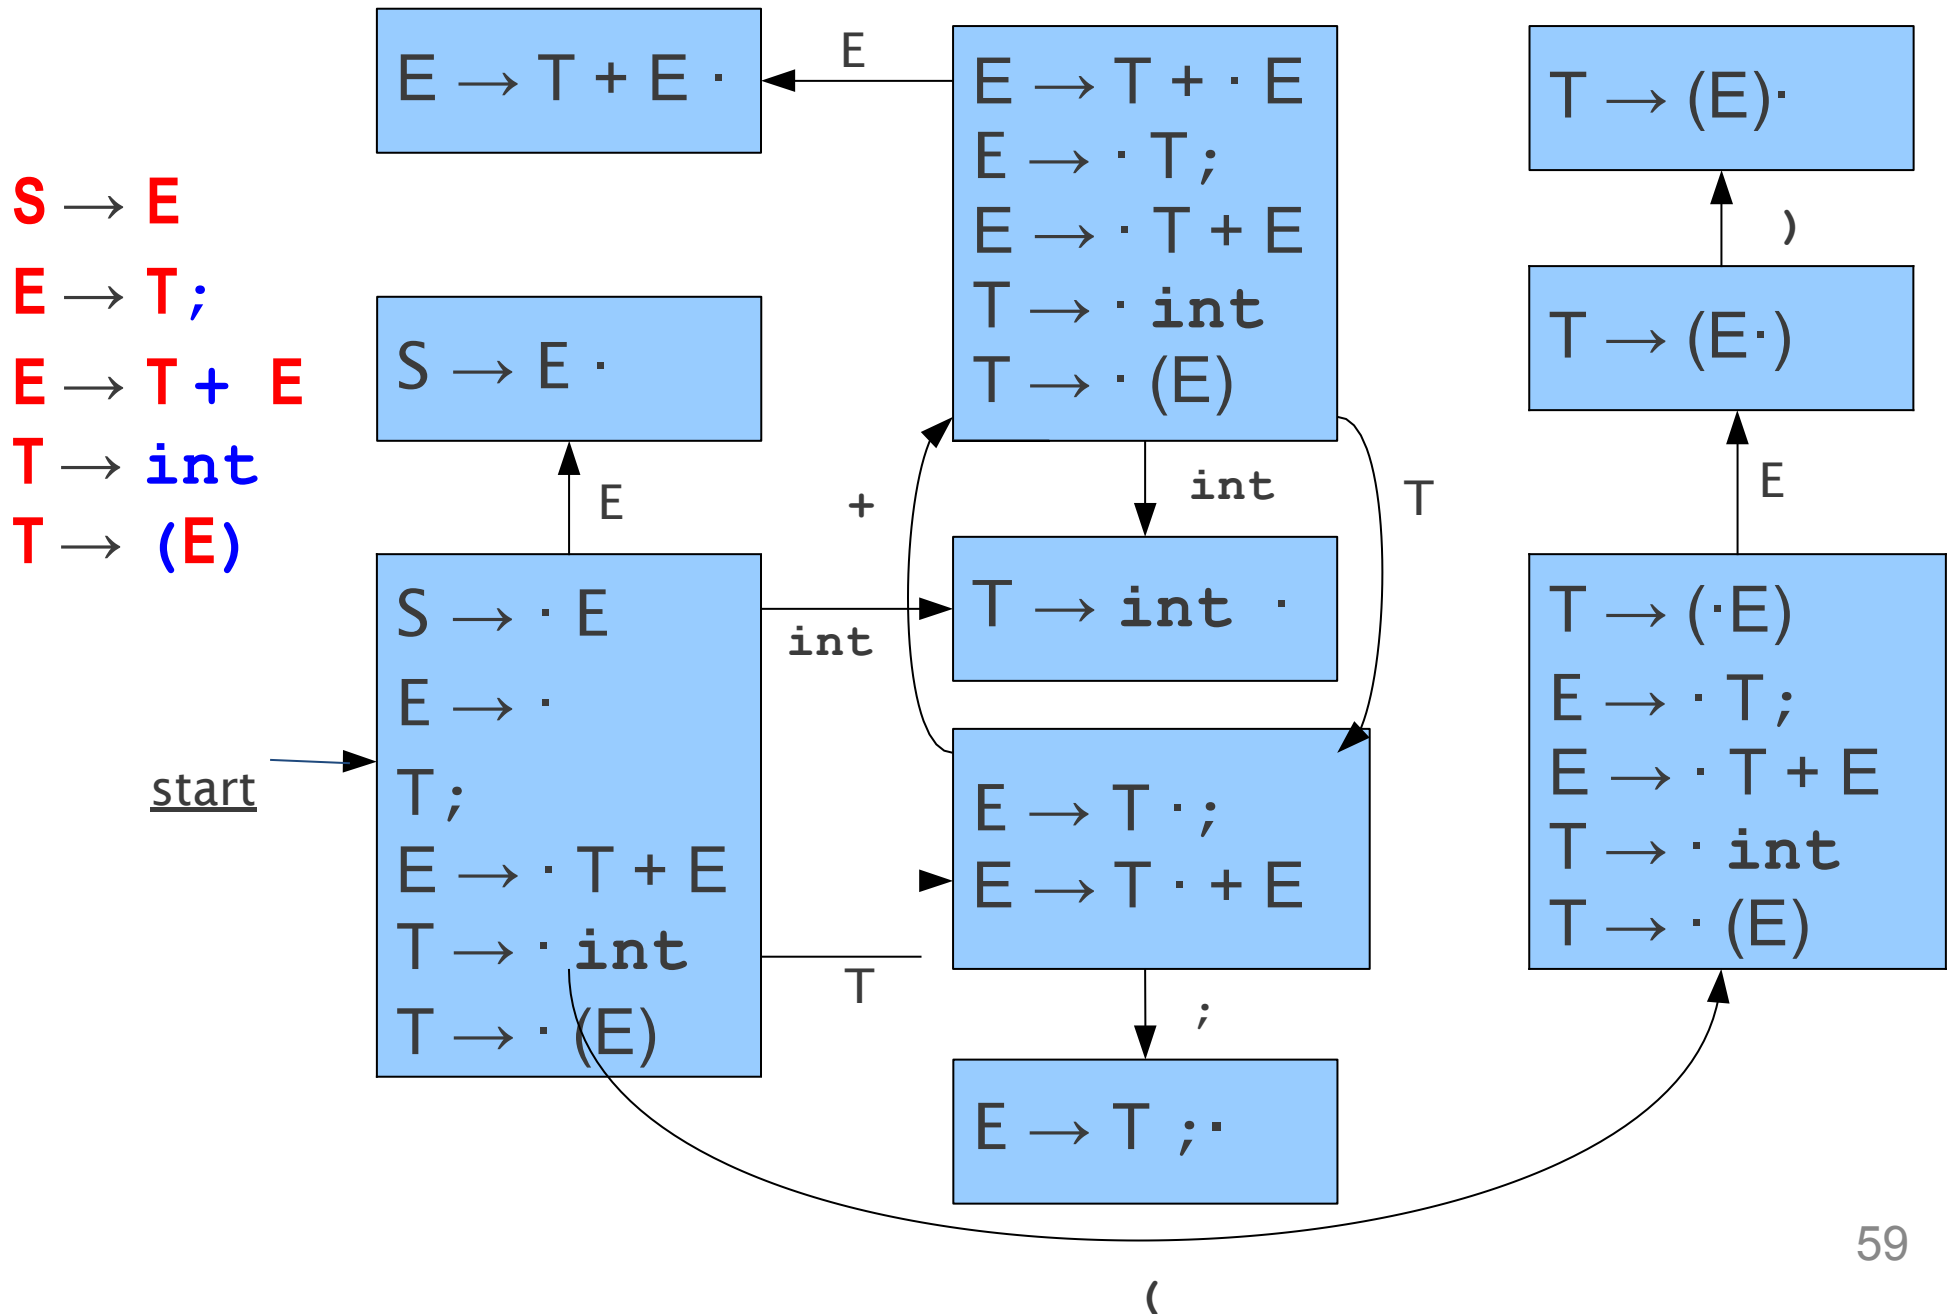 S → E
E → T;
E → T + E
T → int
T → (E)
start
E → T + E ·
E
S → E ·
E
S → · E
E → ·
T;
E → · T + E
T → · int
T → · (E)
int
T
+
E → T + · E
E → · T;
E → · T + E
T → · int
T → · (E)
int
T
T → int ·
E → T · ;
E → T · + E
;
E → T ; ·
T → (E)·
)
T → (E·)
E
T → (·E)
E → · T;
E → · T + E
T → · int
T → · (E)
(
59